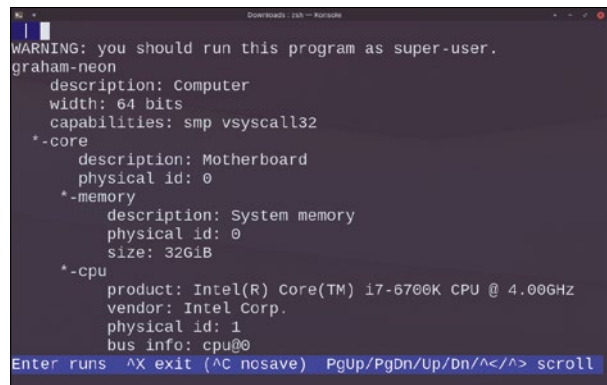 Downloads : zsh — Konsole
|
WARNING: you should run this program as super-user.
graham-neon
description: Computer
width: 64 bits
capabilities: smp vsyscall32
*-core
description: Motherboard
physical id: 0
*-memory
description: System memory
physical id: 0
size: 32GiB
*-cpu
product: Intel(R) Core(TM) i7-6700K CPU @ 4.00GHz
vendor: Intel Corp.
physical id: 1
bus info: cpu@0
Enter runs ^X exit (^C nosave) PgUp/PgDn/Up/Dn/^</^> scroll